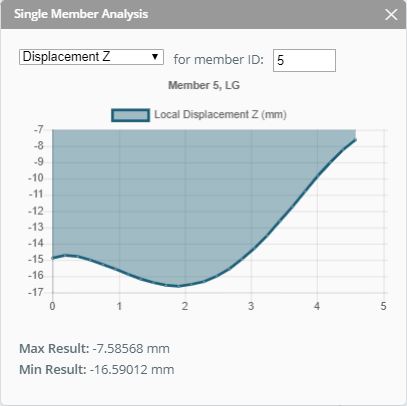 Single Member Analysis
Displacement Z for member ID: 5
Member 5, LG
Local Displacement Z (mm)
-7
-8
-9
-10
-11
-12
-13
-14
-15
-16
-17
0 1 2 3 4 5
Max Result: -7.58568 mm
Min Result: -16.59012 mm